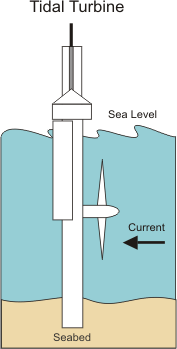 Tidal Turbine
Sea Level
Current
Seabed